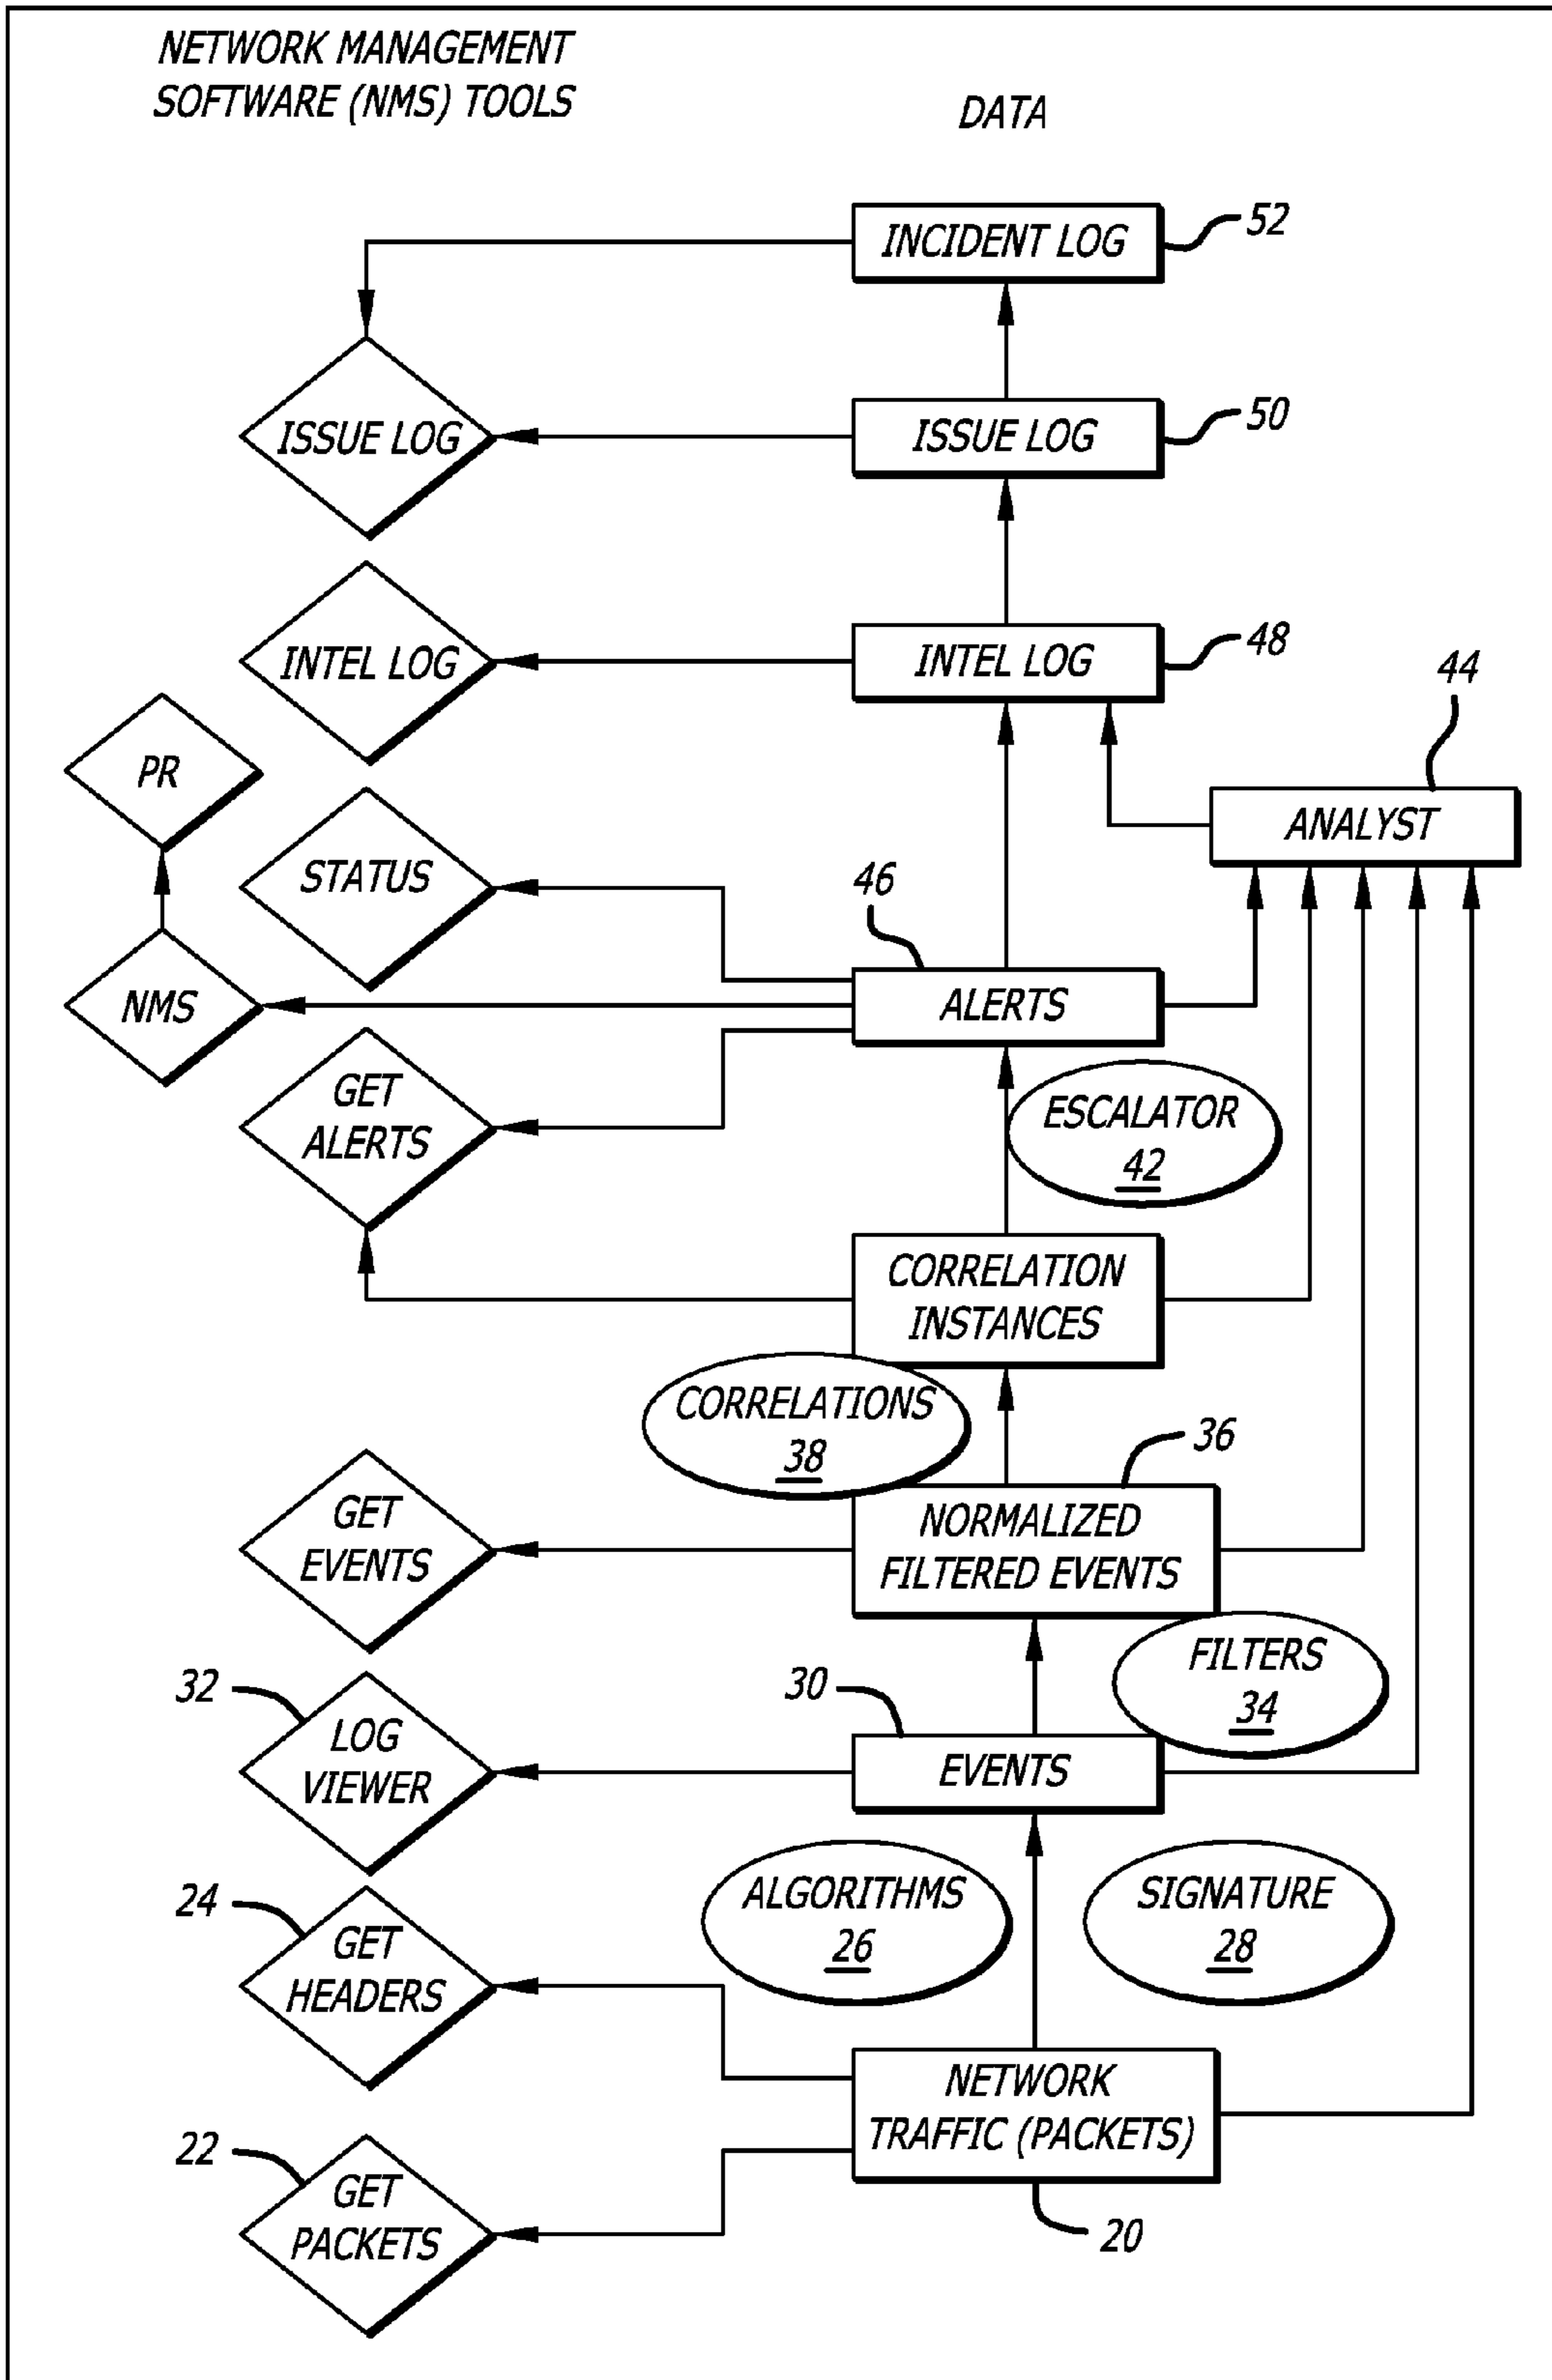 NETWORK MANAGEMENT
SOFTWARE (NMS) TOOLS
DATA
INCIDENT LOG
52
ISSUE LOG
ISSUE LOG
50
INTEL LOG
INTEL LOG
48
44
PR
ANALYST
STATUS
46
NMS
ALERTS
GET
ALERTS
ESCALATOR
42
CORRELATION
INSTANCES
CORRELATIONS
38
36
GET
EVENTS
NORMALIZED
FILTERED EVENTS
FILTERS
34
32
30
LOG
VIEWER
EVENTS
ALGORITHMS
26
SIGNATURE
28
24
GET
HEADERS
NETWORK
TRAFFIC (PACKETS)
22
GET
PACKETS
20